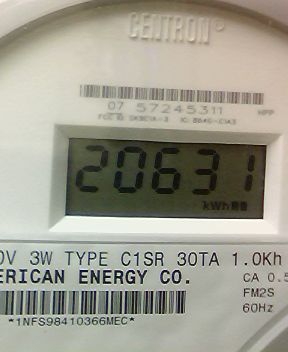 CENTRON®
07 57245311 HPP
20631
kWh
0V 3W TYPE C1SR 30TA 1.0Kh
ERICAN ENERGY CO. CA 0.5
FM2S
60Hz
*1NFS98410366MEC*